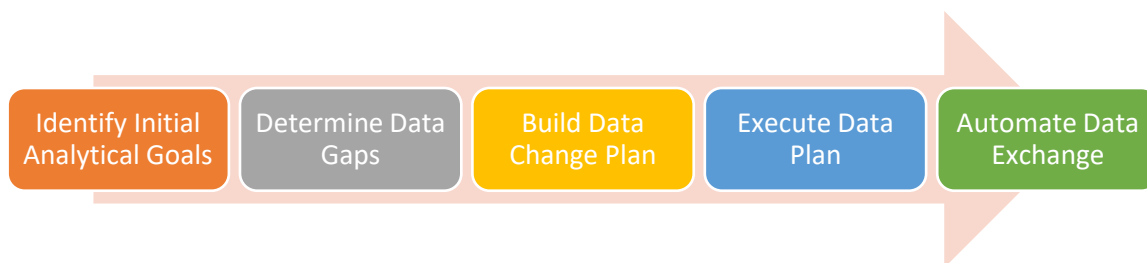 Identify Initial
Analytical Goals
Determine Data
Gaps
Build Data
Change Plan
Execute Data
Plan
Automate Data
Exchange